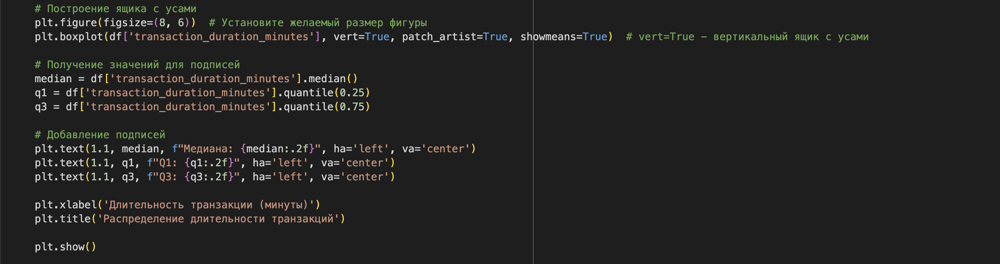 # Построение ящика с усами
plt.figure(figsize=(8, 6))  # Установите желаемый размер фигуры
plt.boxplot(df['transaction_duration_minutes'], vert=True, patch_artist=True, showmeans=True)  # vert=True – вертикальный ящик с усами
# Получение значений для подписей
median = df['transaction_duration_minutes'].median()
q1 = df['transaction_duration_minutes'].quantile(0.25)
q3 = df['transaction_duration_minutes'].quantile(0.75)
# Добавление подписей
plt.text(1.1, median, f"Медиана: {median:.2f}", ha='left', va='center')
plt.text(1.1, q1, f"Q1: {q1:.2f}", ha='left', va='center')
plt.text(1.1, q3, f"Q3: {q3:.2f}", ha='left', va='center')
plt.xlabel('Длительность транзакции (минуты)')
plt.title('Распределение длительности транзакций')
plt.show()